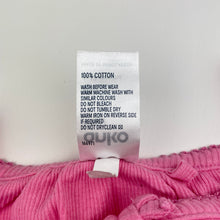 100% COTTON
WASH BEFORE WEAR
WARM MACHINE WASH WITH
SIMILAR COLOURS
DO NOT BLEACH
DO NOT TUMBLE DRY
WARM IRON ON REVERSE SIDE
IF REQUIRED
DO NOT DRYCLEAN
ouko